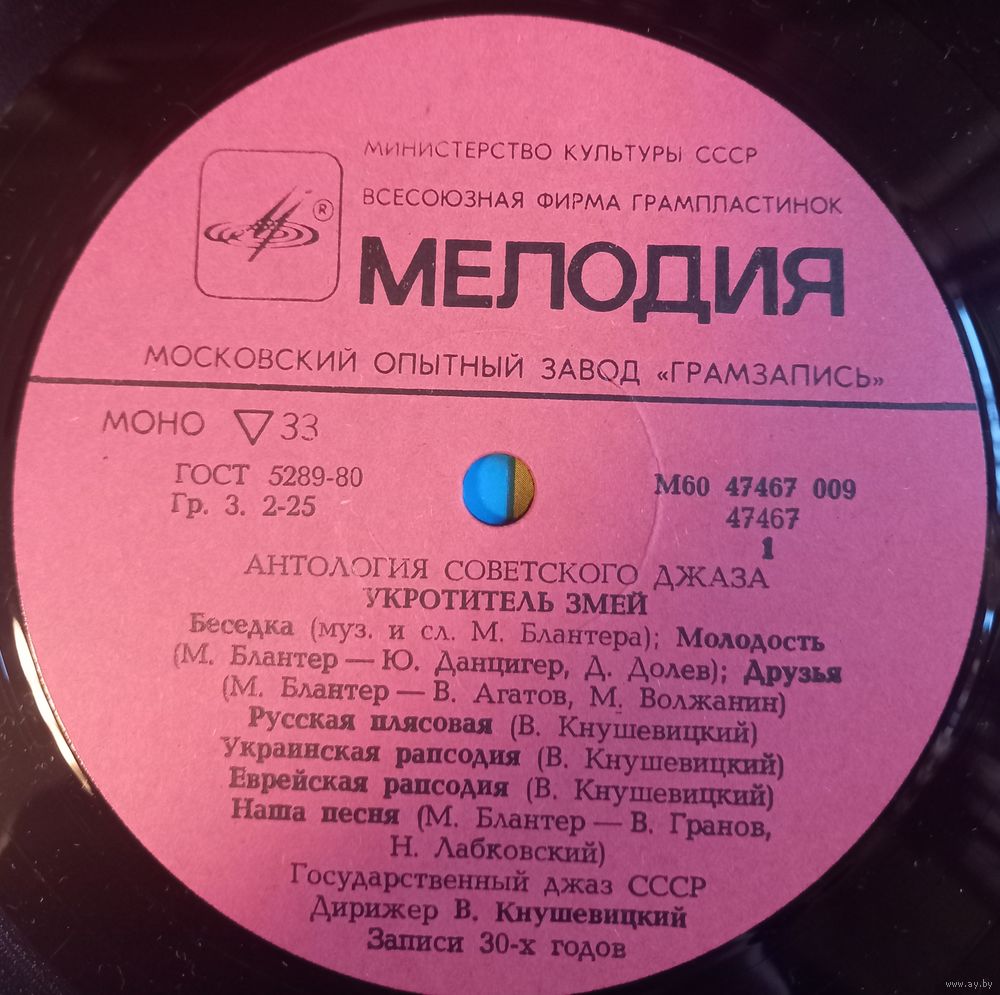 МИНИСТЕРСТВО КУЛЬТУРЫ СССР
ВСЕСОЮЗНАЯ ФИРМА ГРАМПЛАСТИНОК
®
МЕЛОДИЯ
МОСКОВСКИЙ ОПЫТНЫЙ ЗАВОД «ГРАМЗАПИСЬ»
МОНО ▽ 33
ГОСТ 5289-80
Гр. 3. 2-25
М60 47467 009
47467
1
АНТОЛОГИЯ СОВЕТСКОГО ДЖАЗА
УКРОТИТЕЛЬ ЗМЕЙ
Беседка (муз. и сл. М. Блантера); Молодость
(М. Блантер — Ю. Данцигер, Д. Долев); Друзья
(М. Блантер — В. Агатов, М. Волжанин)
Русская плясовая (В. Кнушевицкий)
Украинская рапсодия (В. Кнушевицкий)
Еврейская рапсодия (В. Кнушевицкий)
Наша песня (М. Блантер — В. Гранов,
Н. Лабковский)
Государственный джаз СССР
Дирижер В. Кнушевицкий
Записи 30-х годов
www.ay.by